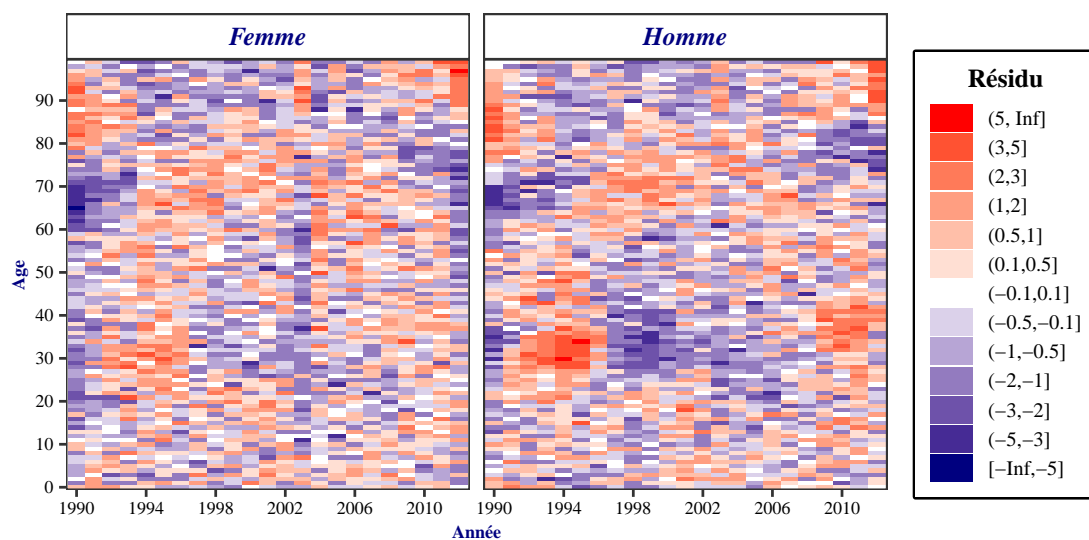 Femme
Homme
Résidu
(5, Inf]
(3,5]
(2,3]
(1,2]
(0.5,1]
(0.1,0.5]
(−0.1,0.1]
(−0.5,−0.1]
(−1,−0.5]
(−2,−1]
(−3,−2]
(−5,−3]
[−Inf,−5]
Age
90
80
70
60
50
40
30
20
10
0
1990 1994 1998 2002 2006 2010
1990 1994 1998 2002 2006 2010
Année